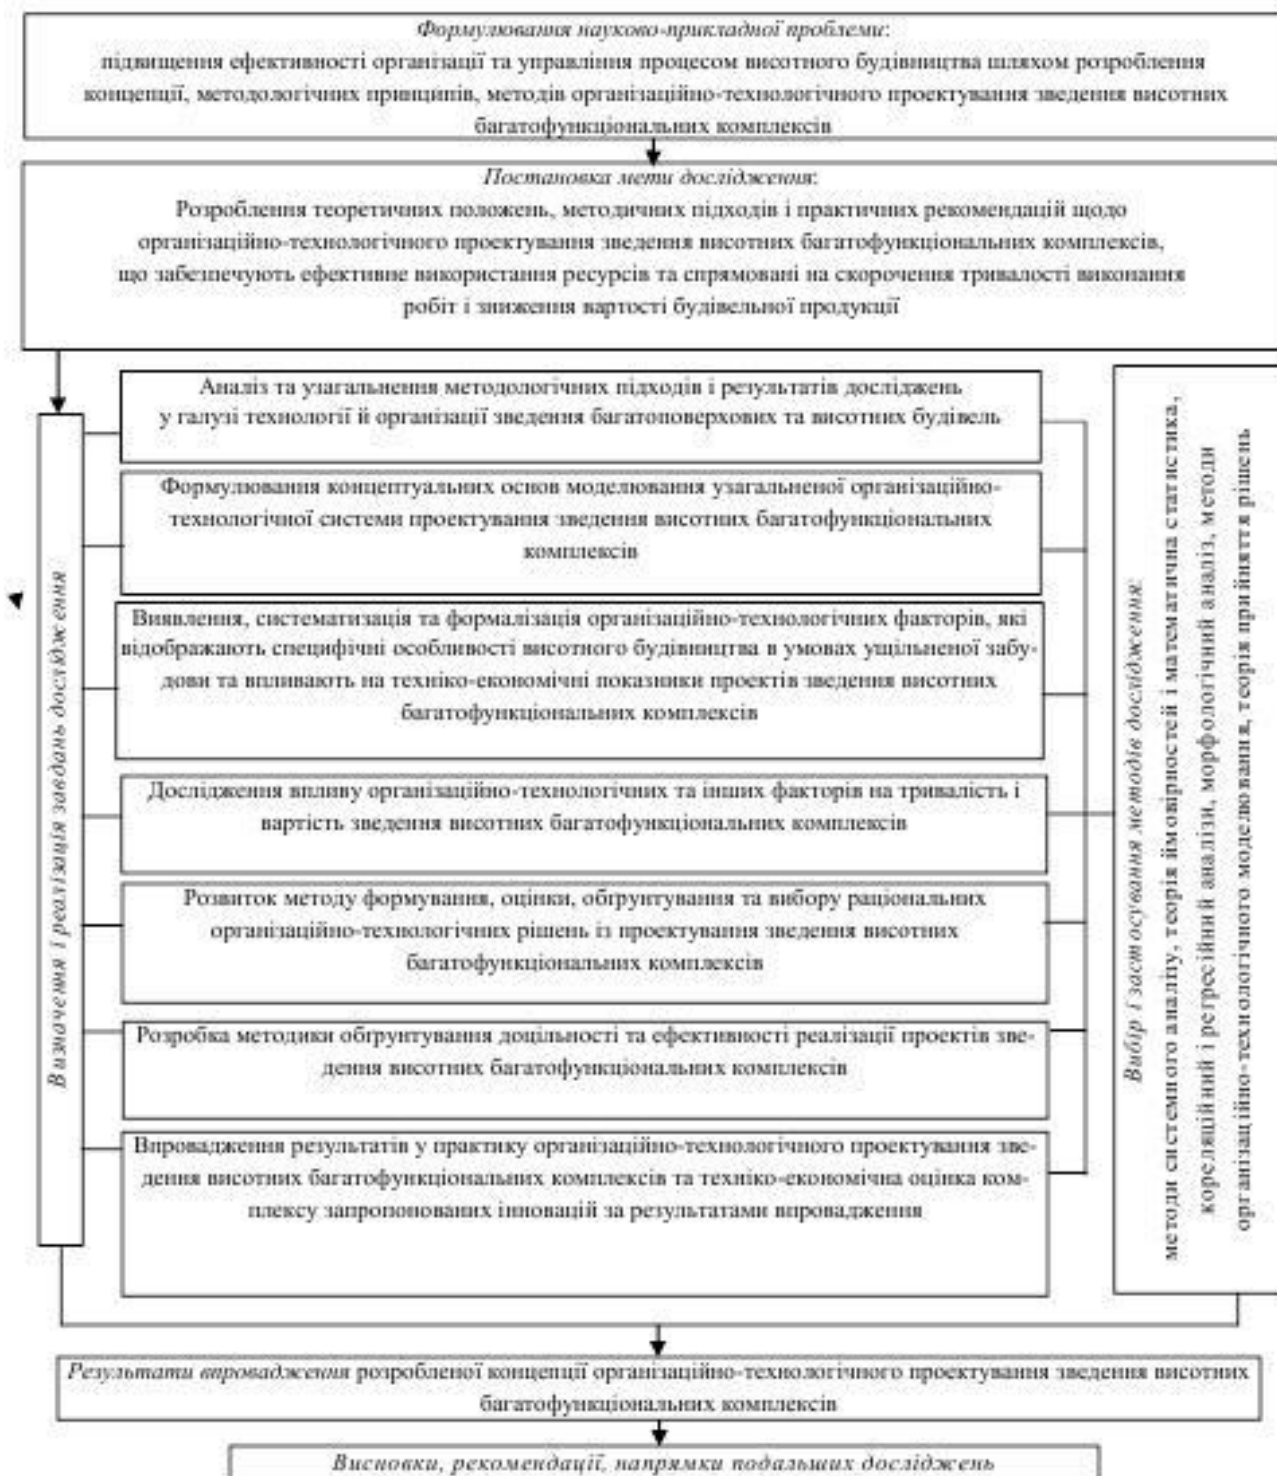 Формулювання науково-прикладної проблеми:
підвищення ефективності організації та управління процесом висотного будівництва шляхом розроблення
концепції, методологічних принципів, методів організаційно-технологічного проектування зведення висотних
багатофункціональних комплексів
Постановка мети дослідження:
Розроблення теоретичних положень, методичних підходів і практичних рекомендацій щодо
організаційно-технологічного проектування зведення висотних багатофункціональних комплексів,
що забезпечують ефективне використання ресурсів та спрямовані на скорочення тривалості виконання
робіт і зниження вартості будівельної продукції
Визначення і реалізація завдань дослідження
Аналіз та узагальнення методологічних підходів і результатів досліджень
у галузі технології й організації зведення багатоповерхових та висотних будівель
Формулювання концептуальних основ моделювання узагальненої організаційно-
технологічної системи проектування зведення висотних багатофункціональних
комплексів
Виявлення, систематизація та формалізація організаційно-технологічних факторів, які
відображають специфічні особливості висотного будівництва в умовах ущільненої забу-
дови та впливають на техніко-економічні показники проектів зведення висотних
багатофункціональних комплексів
Дослідження впливу організаційно-технологічних та інших факторів на тривалість і
вартість зведення висотних багатофункціональних комплексів
Розвиток методу формування, оцінки, обґрунтування та вибору раціональних
організаційно-технологічних рішень із проектування зведення висотних
багатофункціональних комплексів
Розробка методики обґрунтування доцільності та ефективності реалізації проектів зве-
дення висотних багатофункціональних комплексів
Впровадження результатів у практику організаційно-технологічного проектування зве-
дення висотних багатофункціональних комплексів та техніко-економічна оцінка ком-
плексу запропонованих інновацій за результатами впровадження
Вибір і застосування методів дослідження:
методи системного аналізу, теорія ймовірностей і математична статистика,
кореляційний і регресійний аналізи, морфологічний аналіз, методи
організаційно-технологічного моделювання, теорія прийняття рішень
Результати впровадження розробленої концепції організаційно-технологічного проектування зведення висотних
багатофункціональних комплексів
Висновки, рекомендації, напрямки подальших досліджень